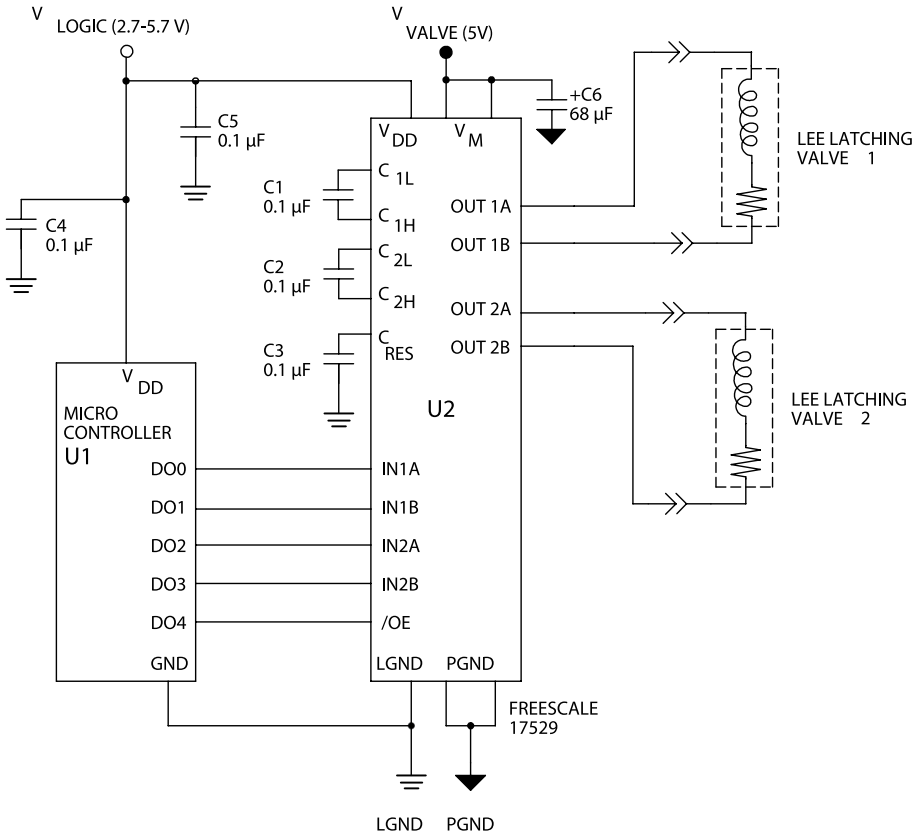 V
LOGIC (2.7-5.7 V)
V
VALVE (5V)
C5
0.1 µF
+C6
68 µF
C4
0.1 µF
V
DD
V
M
C
1L
C1
0.1 µF
C
1H
C
2L
C2
0.1 µF
C
2H
C
RES
C3
0.1 µF
OUT 1A
OUT 1B
OUT 2A
OUT 2B
LEE LATCHING
VALVE 1
LEE LATCHING
VALVE 2
U2
V
DD
MICRO
CONTROLLER
U1
DO0
IN1A
DO1
IN1B
DO2
IN2A
DO3
IN2B
DO4
/OE
GND
LGND
PGND
FREESCALE
17529
LGND
PGND